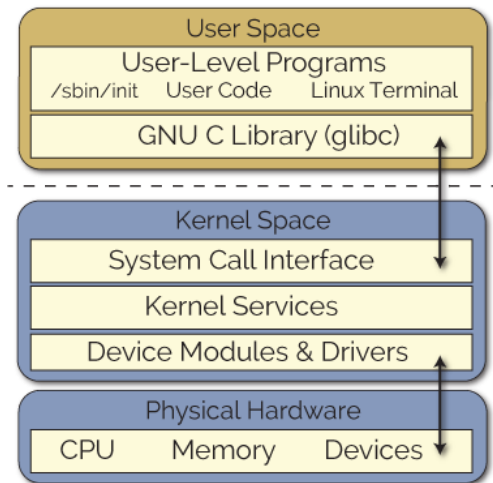 User Space
User-Level Programs
/sbin/init User Code Linux Terminal
GNU C Library (glibc)
Kernel Space
System Call Interface
Kernel Services
Device Modules & Drivers
Physical Hardware
CPU Memory Devices